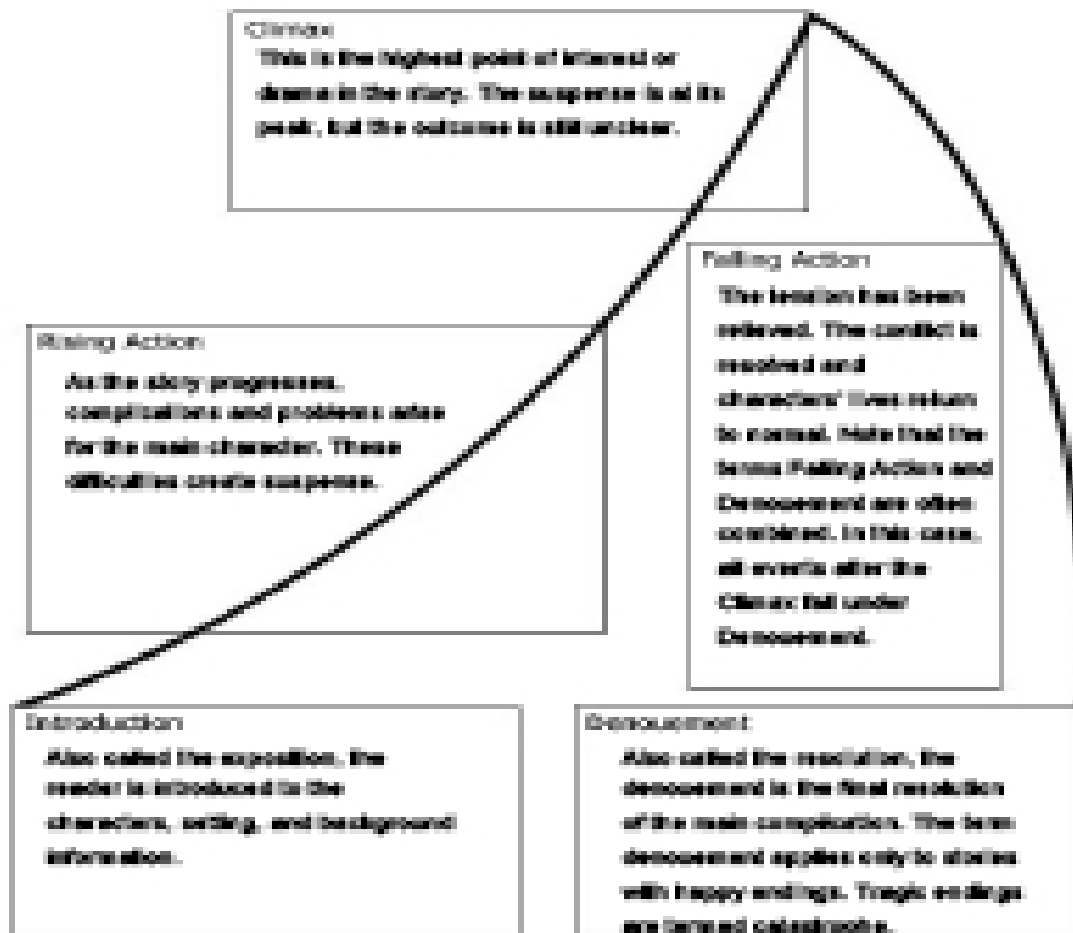 Climax
This is the highest point of interest or
drama in the story. The suspense is at its
peak, but the outcome is still unclear.
Falling Action
The tension has been
relieved. The conflict is
resolved and
characters' lives return
to normal. Note that the
terms Falling Action and
Denouement are often
combined. In this case,
all events after the
Climax fall under
Denouement.
Rising Action
As the story progresses,
complications and problems arise
for the main character. These
difficulties create suspense.
Introduction
Also called the exposition, the
reader is introduced to the
characters, setting, and background
information.
Denouement
Also called the resolution, the
denouement is the final resolution
of the main complication. The term
denouement applies only to stories
with happy endings. Tragic endings
are termed catastrophe.